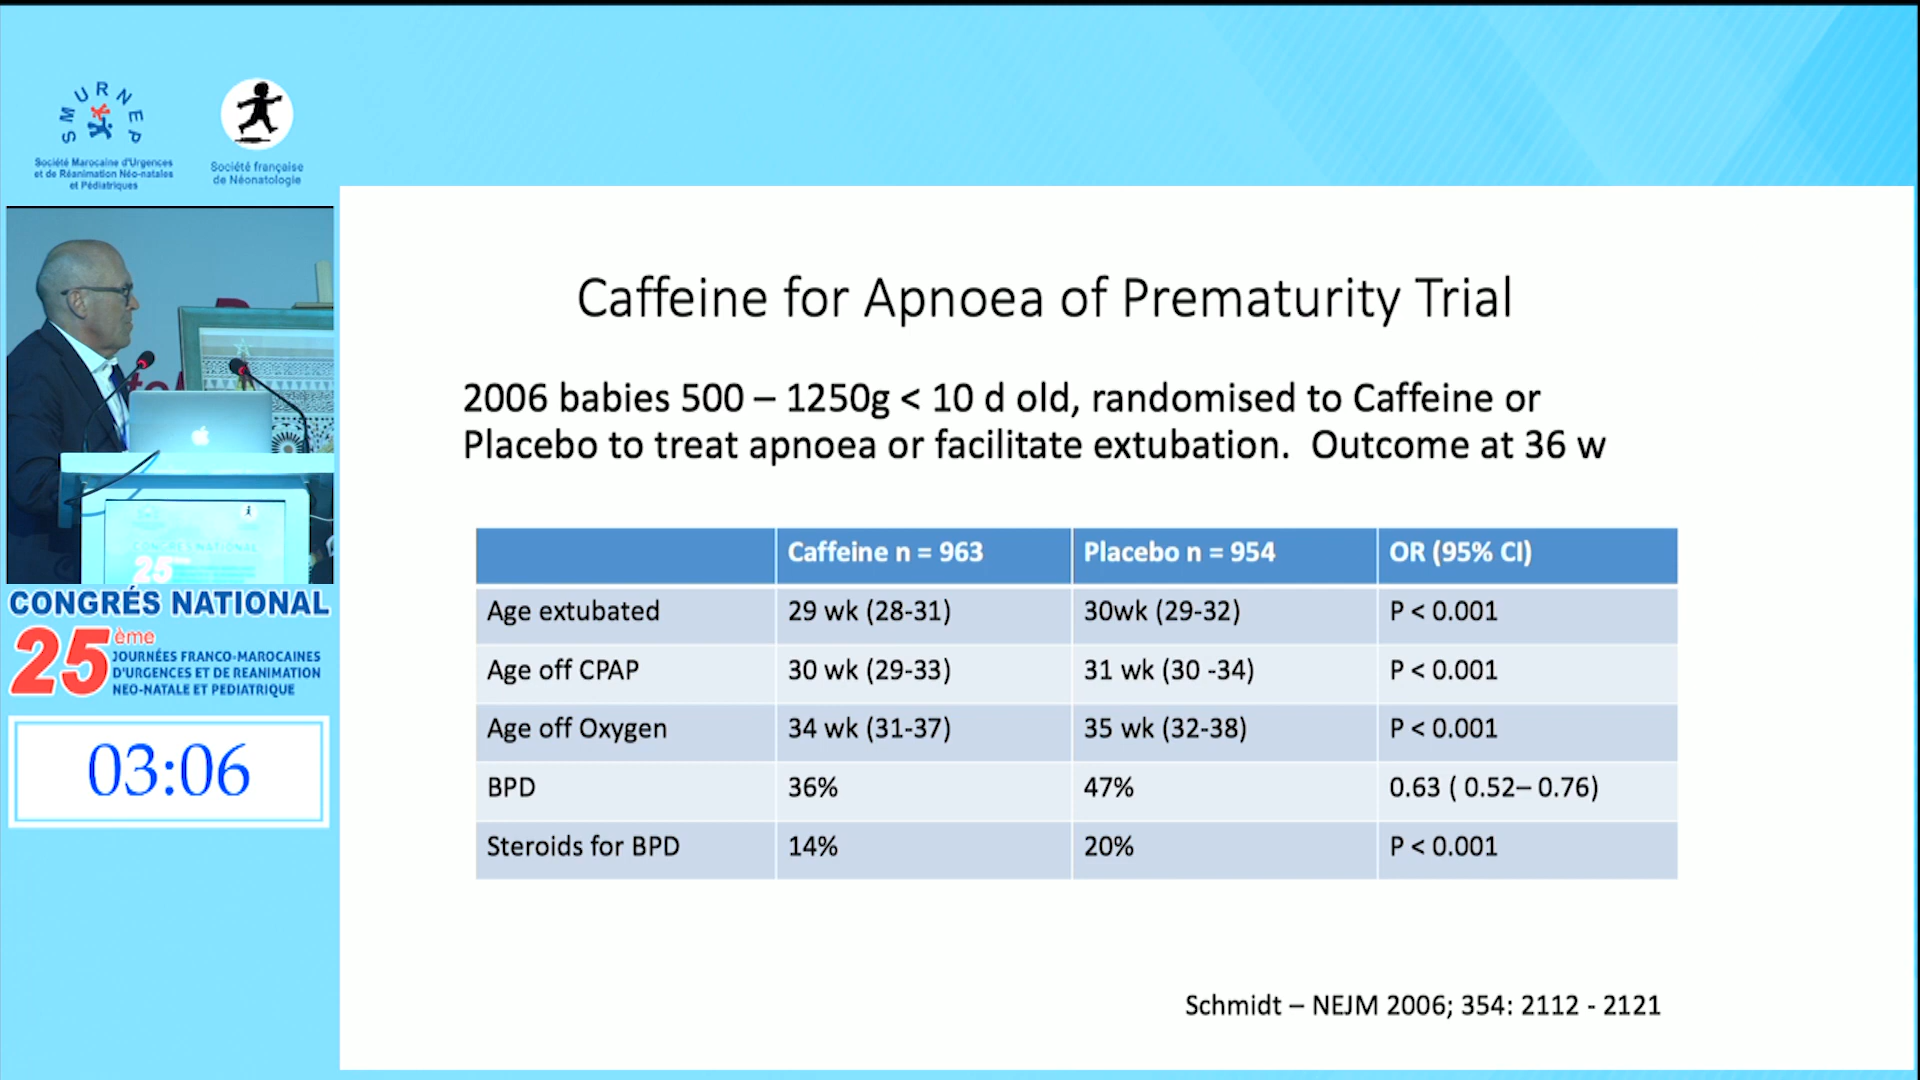 SMURNEP
Société Marocaine d'Urgences
et de Réanimation Néo-natales
et Pédiatriques
Société française
de Néonatologie
Caffeine for Apnoea of Prematurity Trial
2006 babies 500 – 1250g < 10 d old, randomised to Caffeine or
Placebo to treat apnoea or facilitate extubation. Outcome at 36 w
Caffeine n = 963 Placebo n = 954 OR (95% CI)
Age extubated 29 wk (28-31) 30wk (29-32) P < 0.001
Age off CPAP 30 wk (29-33) 31 wk (30 -34) P < 0.001
Age off Oxygen 34 wk (31-37) 35 wk (32-38) P < 0.001
BPD 36% 47% 0.63 ( 0.52– 0.76)
Steroids for BPD 14% 20% P < 0.001
Schmidt – NEJM 2006; 354: 2112 - 2121
CONGRES NATIONAL
25
CONGRÉS NATIONAL
25ème
JOURNÉES FRANCO-MAROCAINES
D'URGENCES ET DE REANIMATION
NEO-NATALE ET PEDIATRIQUE
03:06